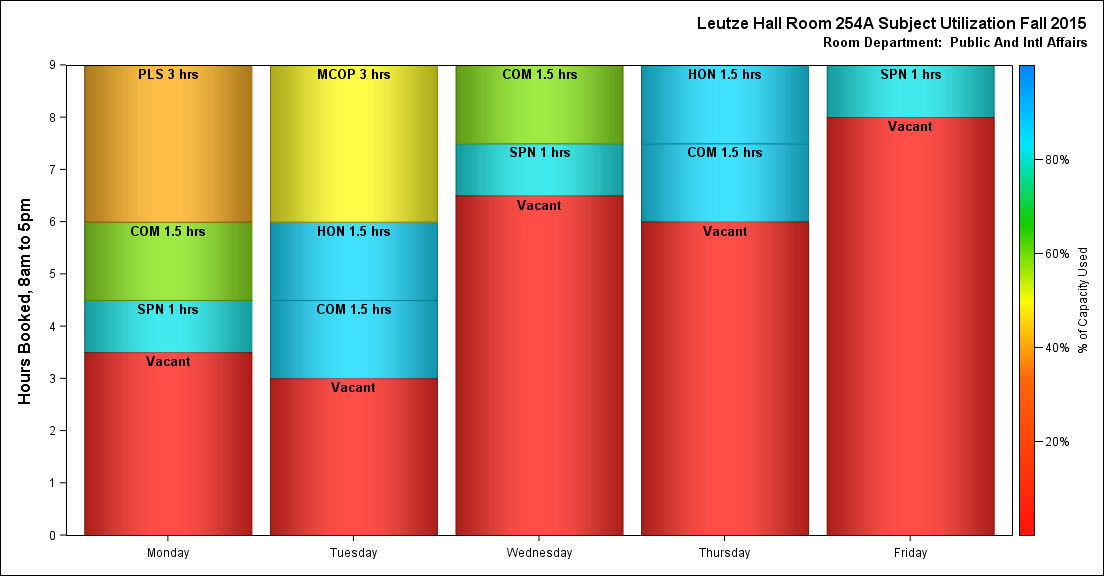 Leutze Hall Room 254A Subject Utilization Fall 2015
Room Department:  Public And Intl Affairs
Hours Booked, 8am to 5pm
9
8
7
6
5
4
3
2
1
0
PLS 3 hrs
COM 1.5 hrs
SPN 1 hrs
Vacant
MCOP 3 hrs
HON 1.5 hrs
COM 1.5 hrs
Vacant
COM 1.5 hrs
SPN 1 hrs
Vacant
HON 1.5 hrs
COM 1.5 hrs
Vacant
SPN 1 hrs
Vacant
Monday
Tuesday
Wednesday
Thursday
Friday
80%
60%
40%
20%
% of Capacity Used